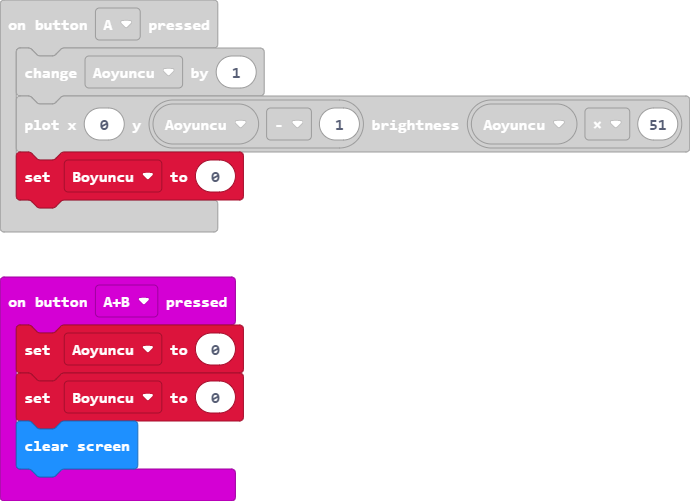 on button A pressed
change Aoyuncu by 1
plot x 0 y Aoyuncu - 1 brightness Aoyuncu × 51
set Boyuncu to 0
on button A+B pressed
set Aoyuncu to 0
set Boyuncu to 0
clear screen